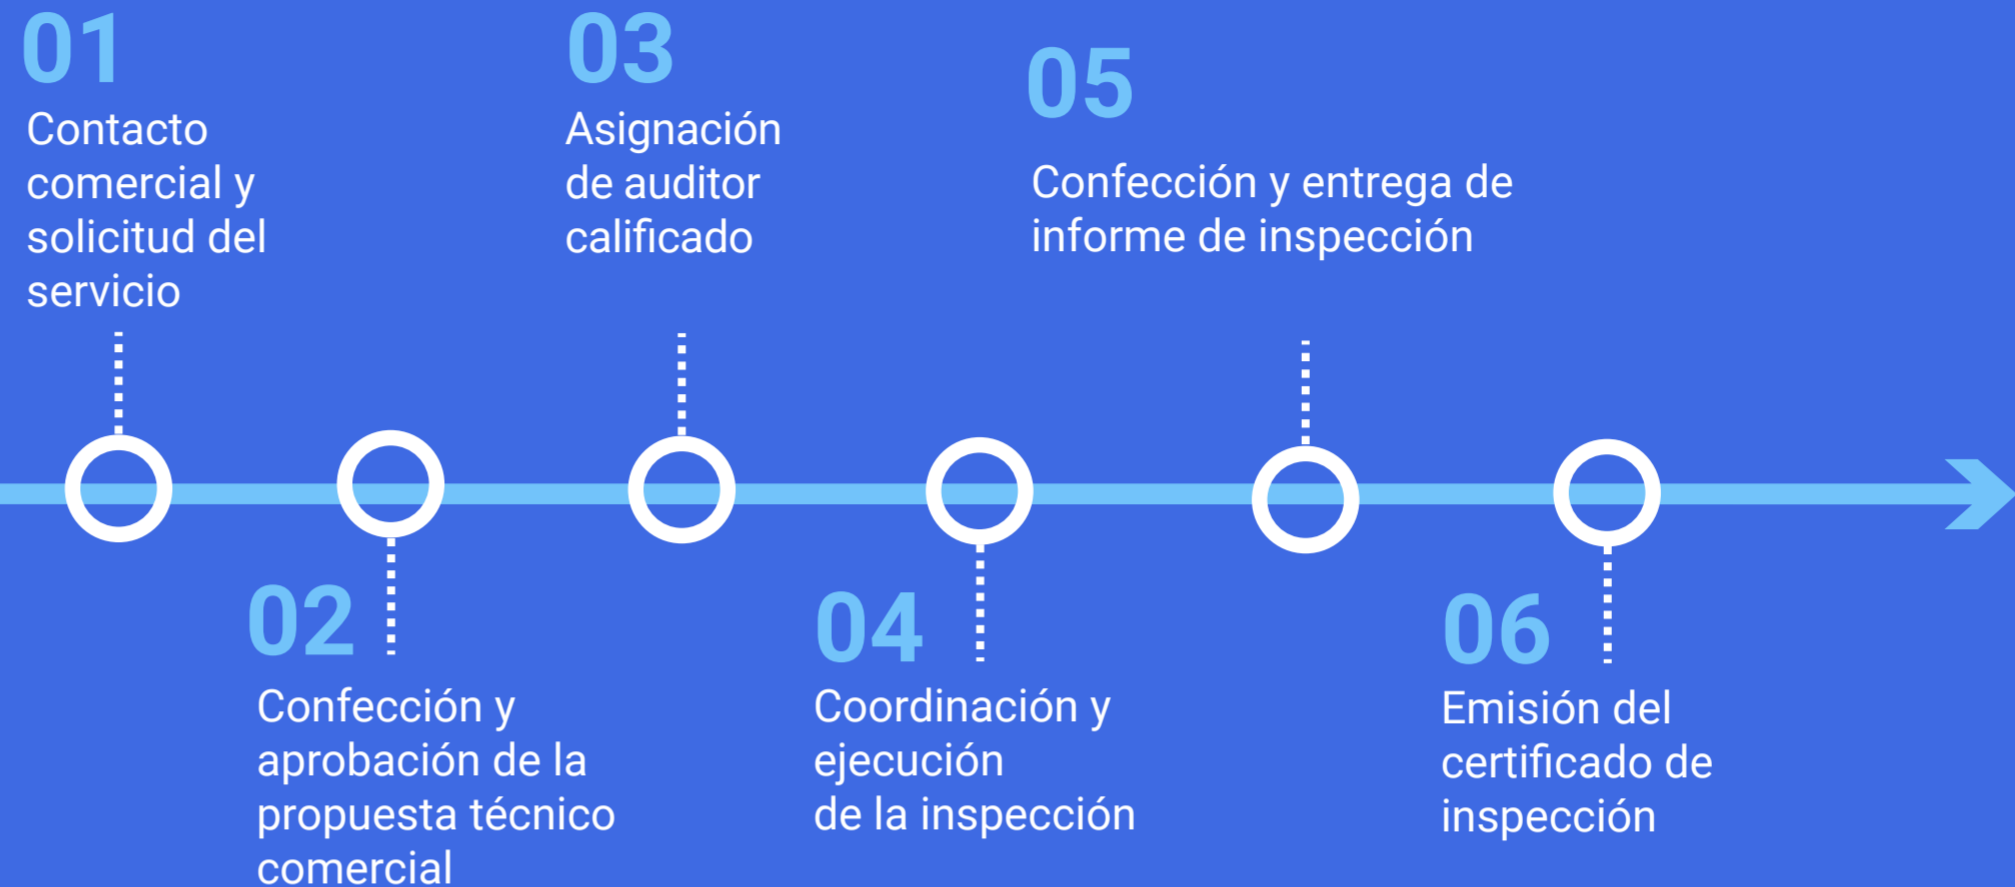 01
Contacto
comercial y
solicitud del
servicio
02
Confección y
aprobación de la
propuesta técnico
comercial
03
Asignación
de auditor
calificado
04
Coordinación y
ejecución
de la inspección
05
Confección y entrega de
informe de inspección
06
Emisión del
certificado de
inspección